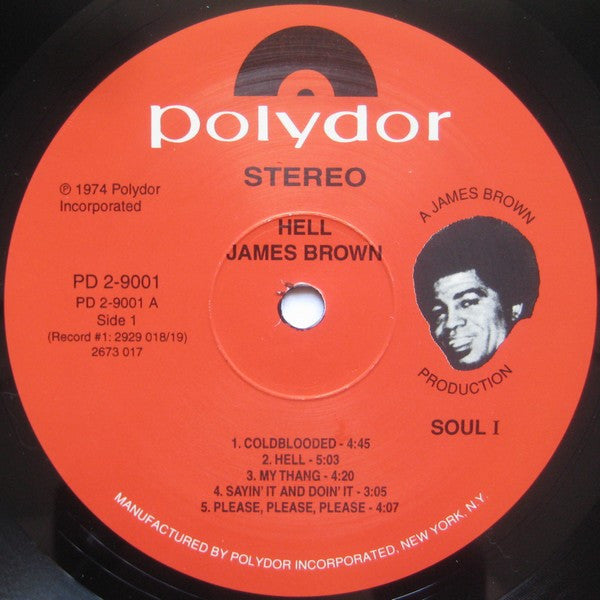 polydor
STEREO
℗ 1974 Polydor
Incorporated
HELL
JAMES BROWN
A JAMES BROWN
PRODUCTION
PD 2-9001
PD 2-9001 A
Side 1
(Record #1: 2929 018/19)
2673 017
SOUL I
1. COLDBLOODED - 4:45
2. HELL - 5:03
3. MY THANG - 4:20
4. SAYIN' IT AND DOIN' IT - 3:05
5. PLEASE, PLEASE, PLEASE - 4:07
MANUFACTURED BY POLYDOR INCORPORATED, NEW YORK, N.Y.